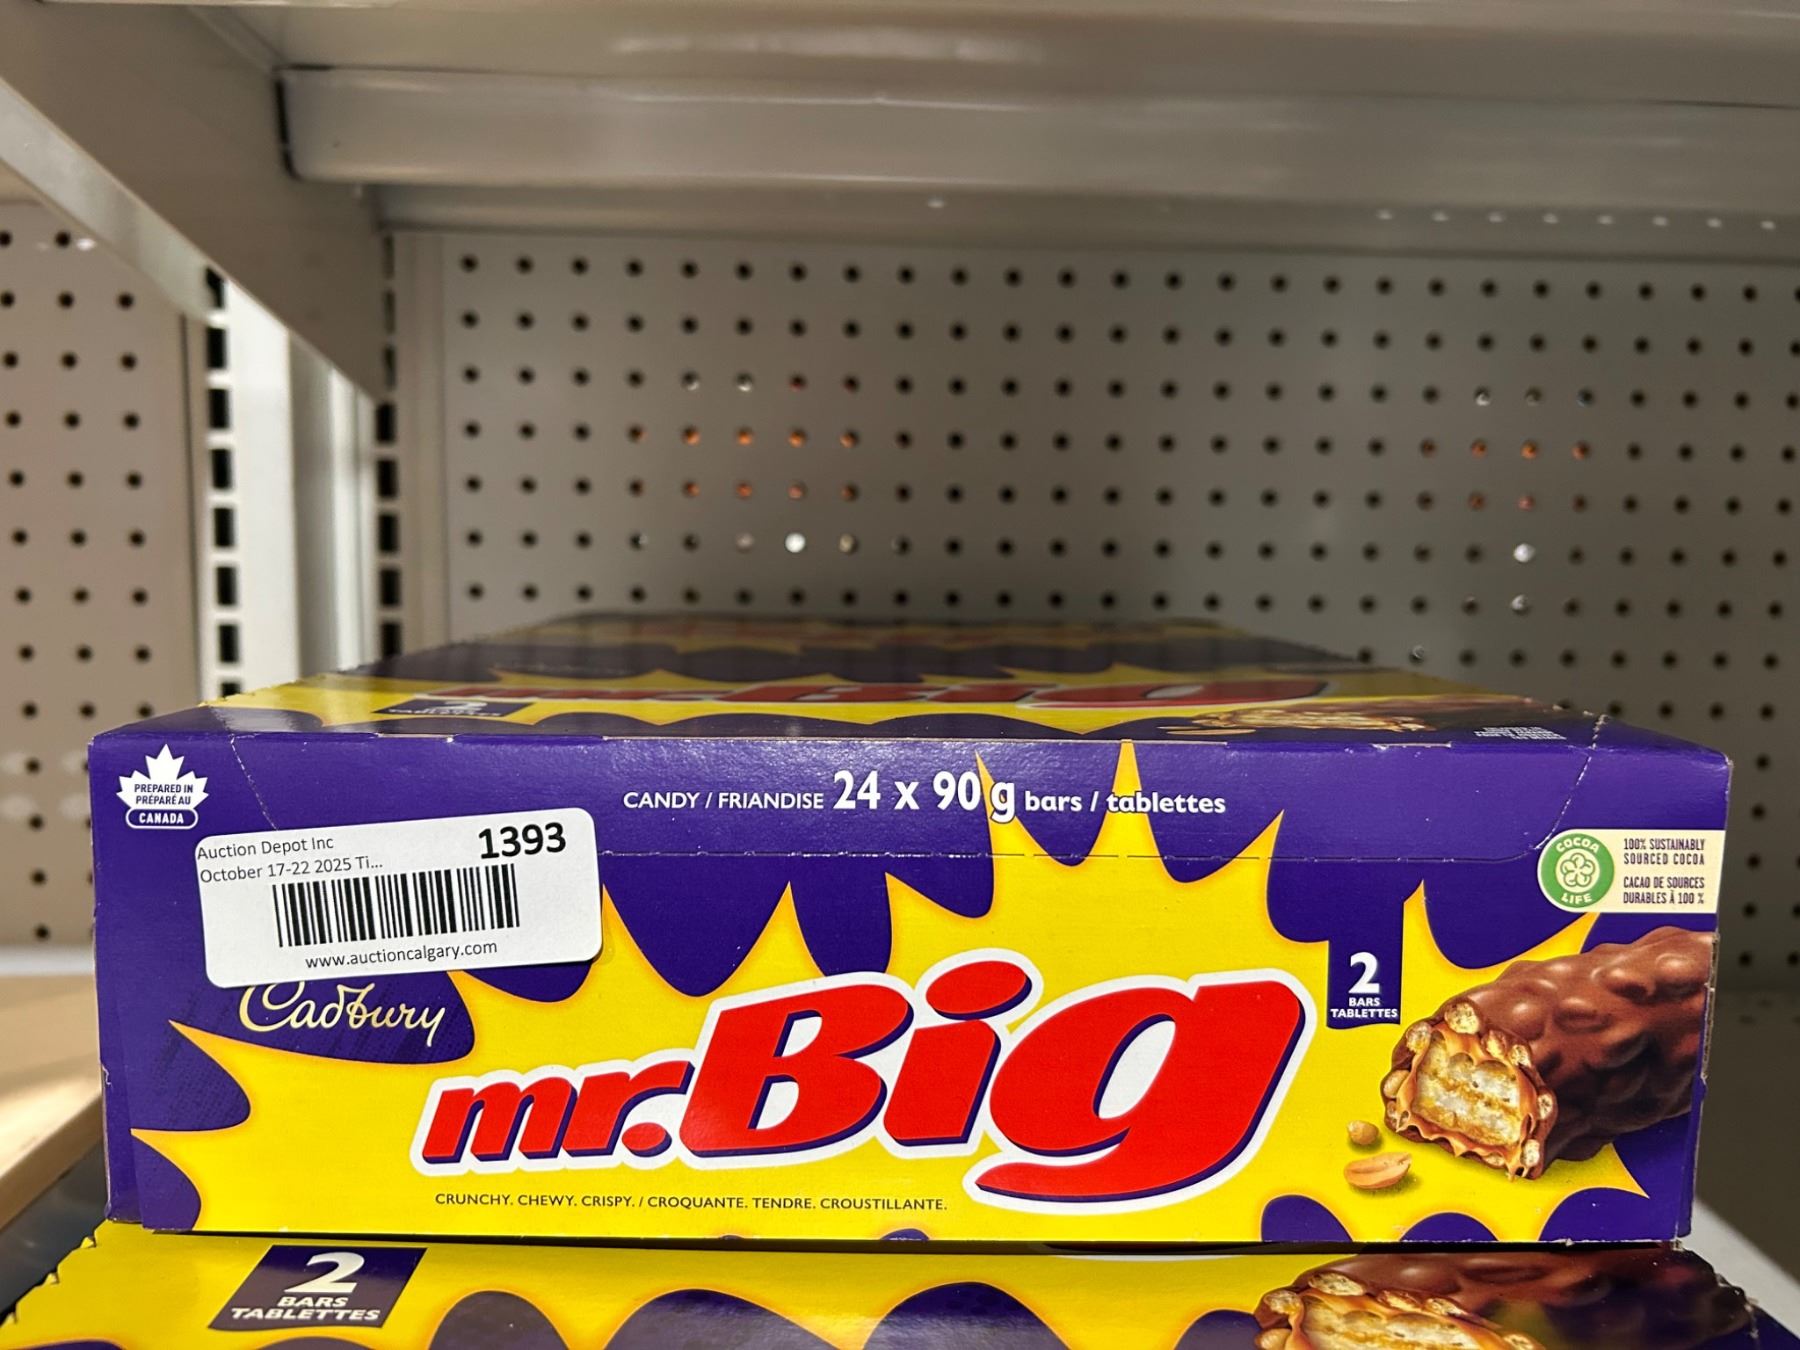 PREPARED IN
PRÉPARÉ AU
CANADA
CANDY / FRIANDISE 24 x 90 g bars / tablettes
Auction Depot Inc
1393
October 17-22 2025 Ti...
www.auctioncalgary.com
COCOA
LIFE
100% SUSTAINABLY
SOURCED COCOA
CACAO DE SOURCES
DURABLES À 100 %
2
BARS
TABLETTES
Cadbury
mr. Big
CRUNCHY. CHEWY. CRISPY. / CROQUANTE. TENDRE. CROUSTILLANTE.
2
BARS
TABLETTES